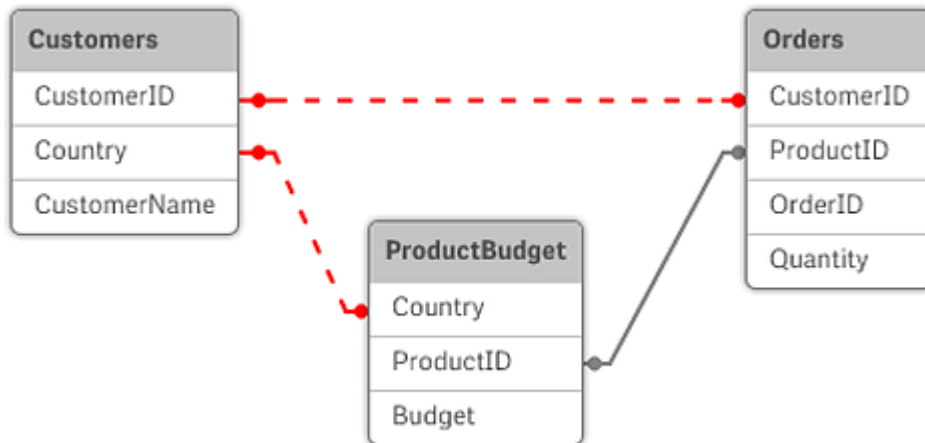 Customers
CustomerID
Country
CustomerName
ProductBudget
Country
ProductID
Budget
Orders
CustomerID
ProductID
OrderID
Quantity